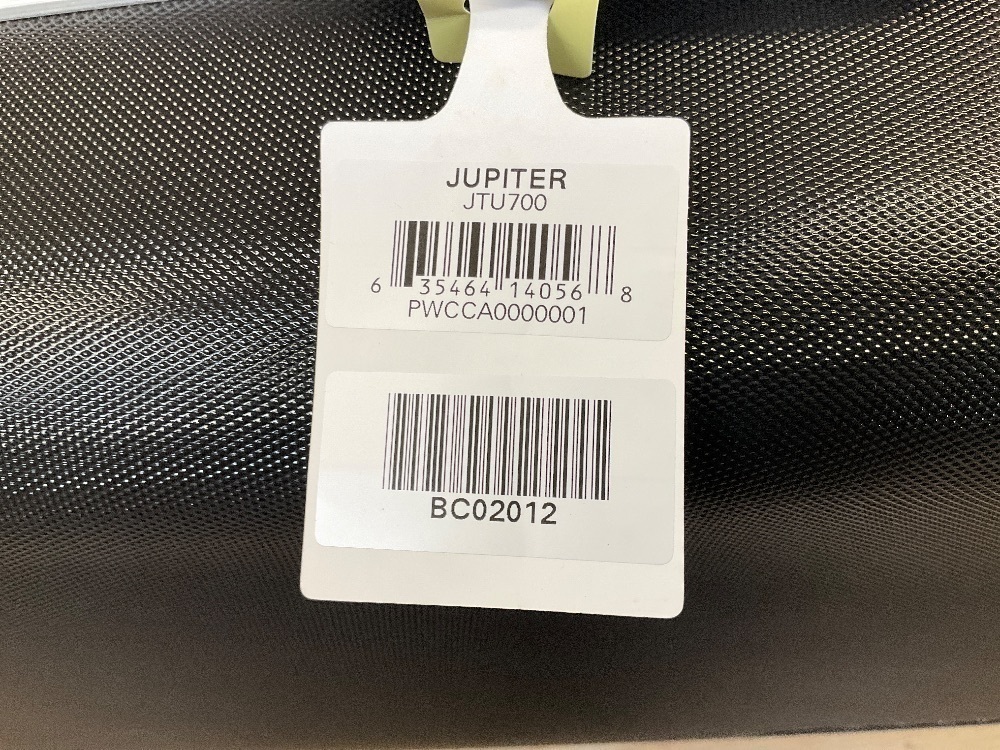 JUPITER
JTU700
6 35464 14056 8
PWCCA0000001
BC02012